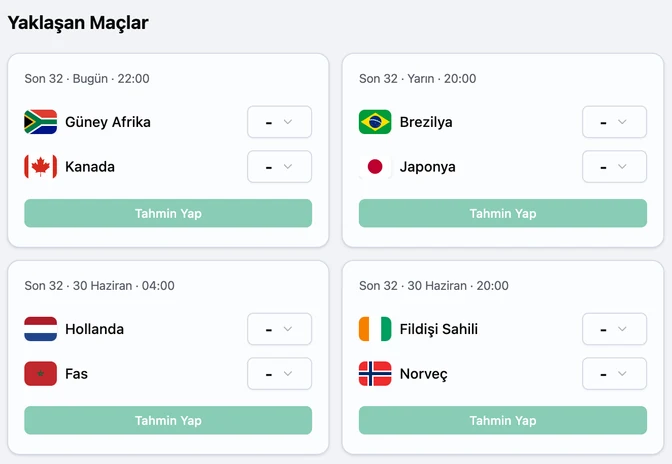 Yaklaşan Maçlar
Son 32 · Bugün · 22:00
Güney Afrika -
Kanada -
Tahmin Yap
Son 32 · Yarın · 20:00
Brezilya -
Japonya -
Tahmin Yap
Son 32 · 30 Haziran · 04:00
Hollanda -
Fas -
Tahmin Yap
Son 32 · 30 Haziran · 20:00
Fildişi Sahili -
Norveç -
Tahmin Yap